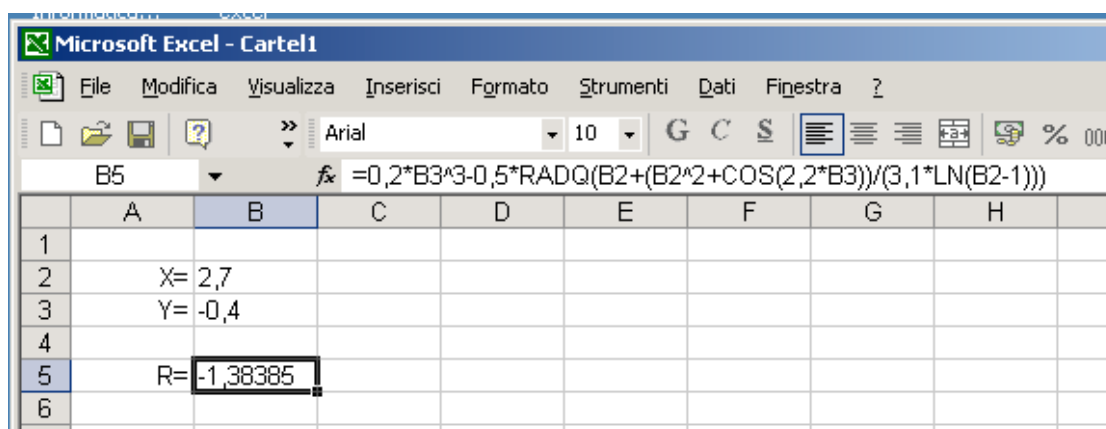 Microsoft Excel - Cartel1
File Modifica Visualizza Inserisci Formato Strumenti Dati Finestra ?
Arial 10 G C S % 000
B5 fx =0,2*B3^3-0,5*RADQ(B2+(B2^2+COS(2,2*B3))/(3,1*LN(B2-1)))
A B C D E F G H
1
2 X= 2,7
3 Y= -0,4
4
5 R= -1,38385
6